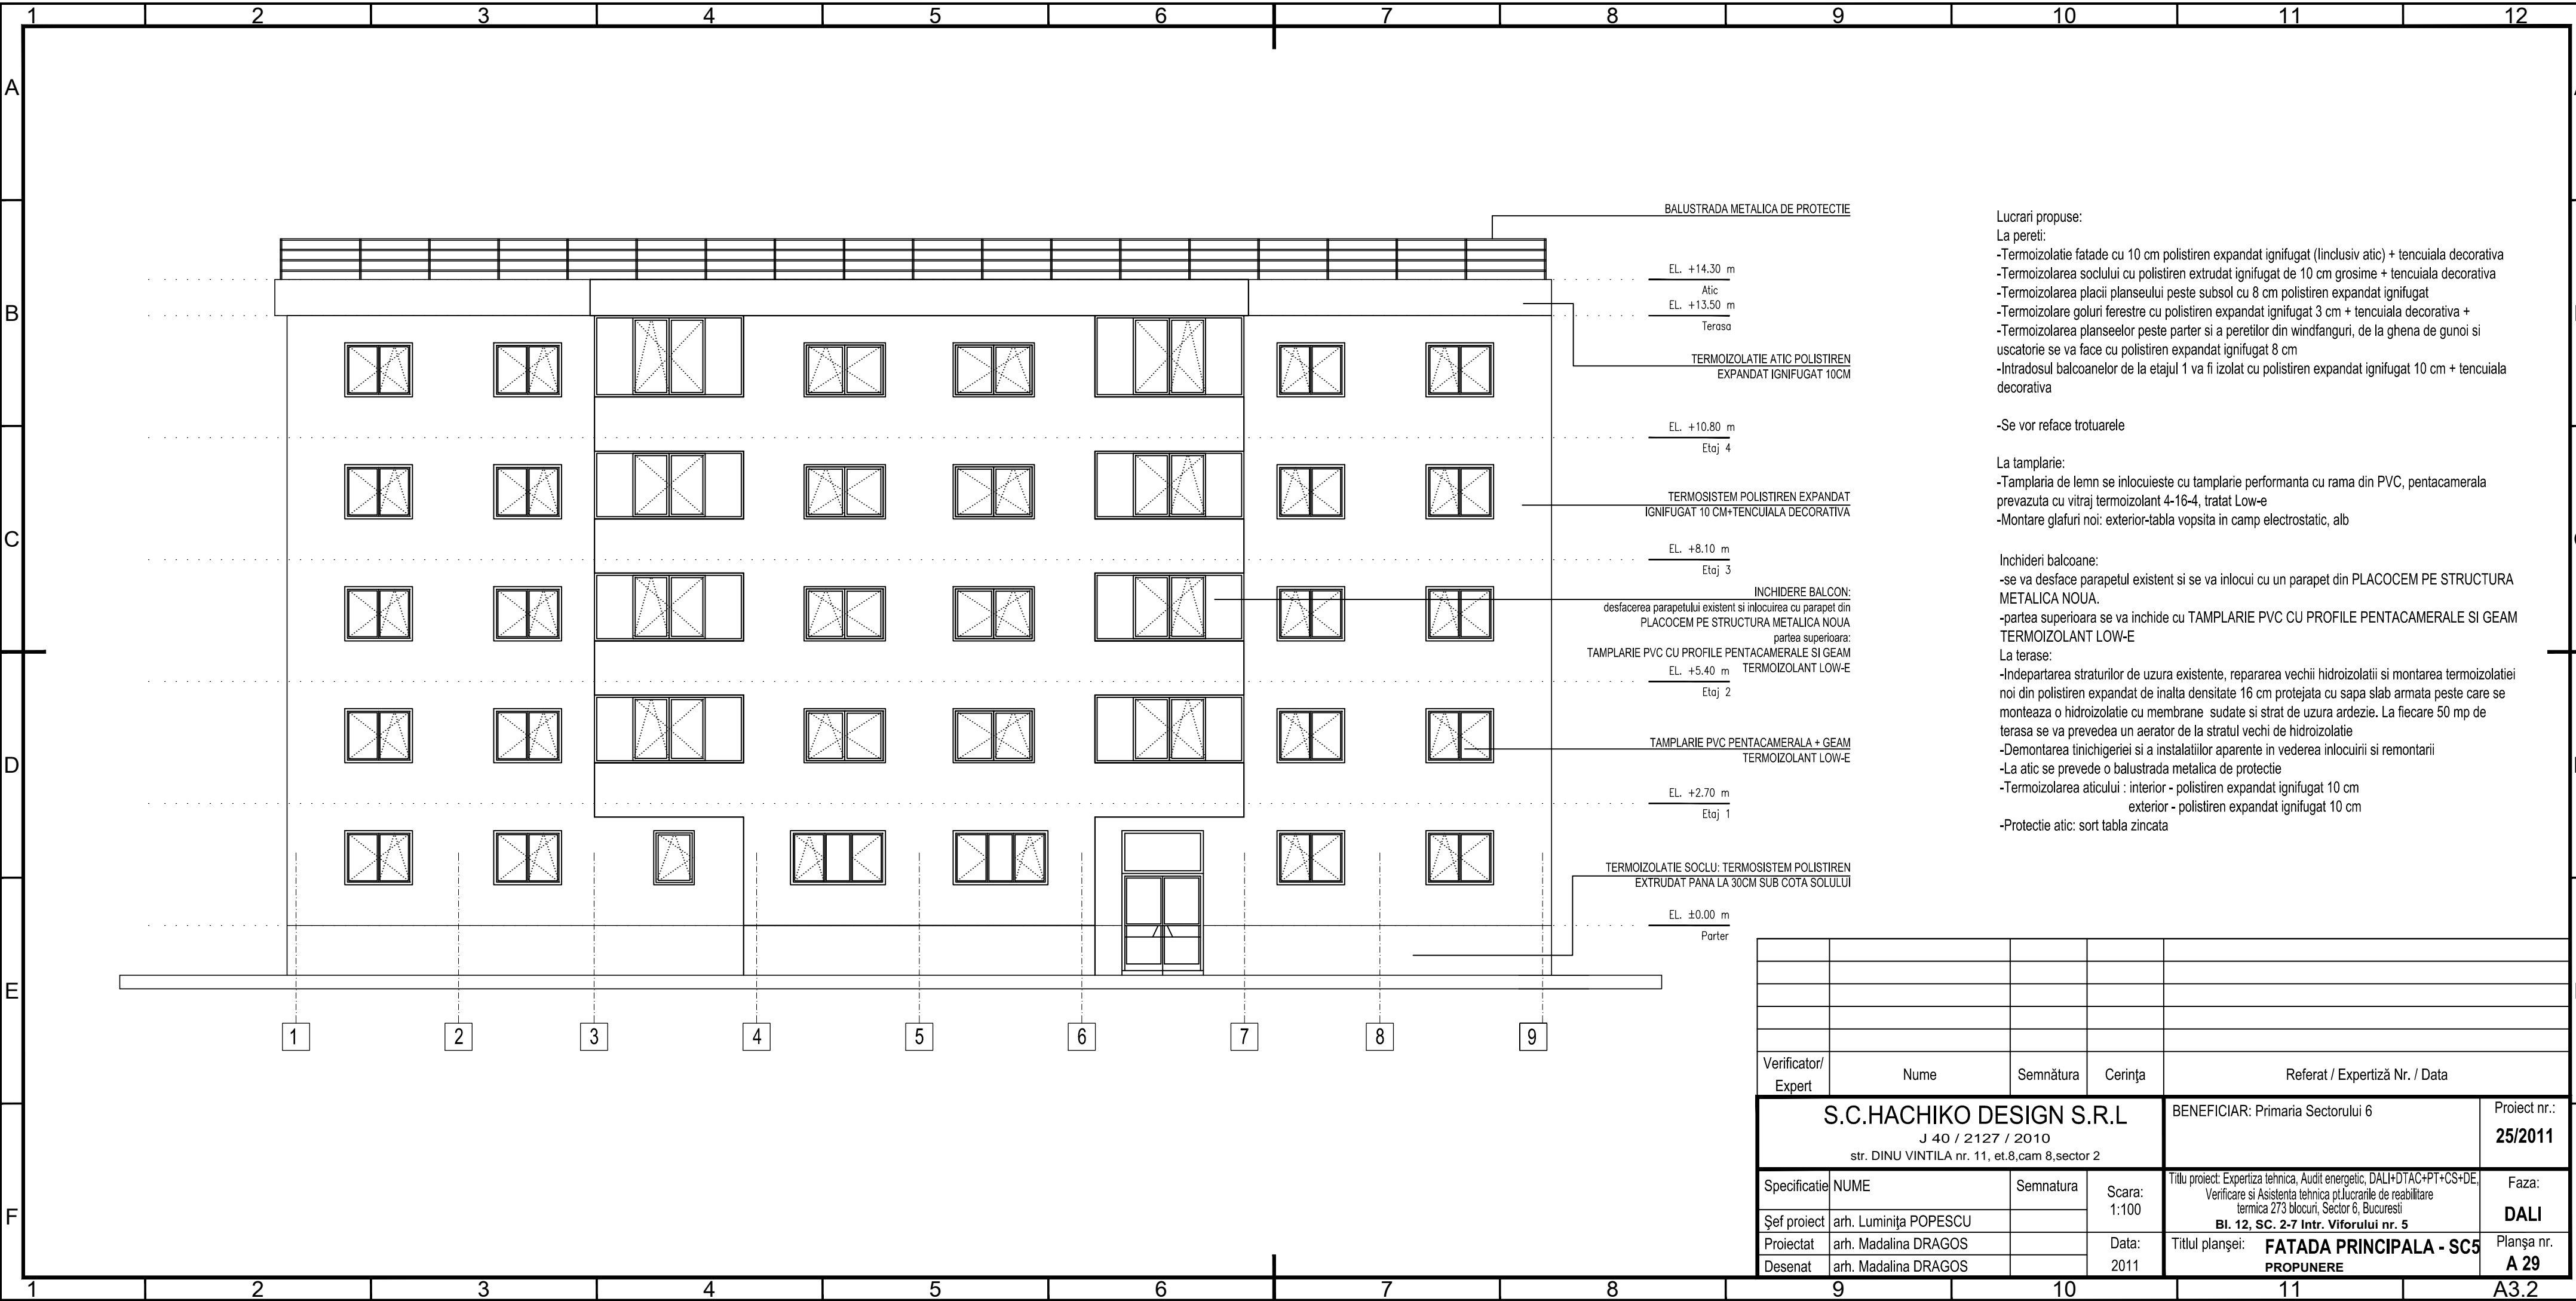 1 2 3 4 5 6 7 8 9 10 11 12
A
B
C
D
E
F
BALUSTRADA METALICA DE PROTECTIE
EL. +14.30 m
Atic
EL. +13.50 m
Terasa
TERMOIZOLATIE ATIC POLISTIREN
EXPANDAT IGNIFUGAT 10CM
EL. +10.80 m
Etaj 4
TERMOSISTEM POLISTIREN EXPANDAT
IGNIFUGAT 10 CM+TENCUIALA DECORATIVA
EL. +8.10 m
Etaj 3
INCHIDERE BALCON:
desfacerea parapetului existent si inlocuirea cu parapet din
PLACOCEM PE STRUCTURA METALICA NOUA
partea superioara:
TAMPLARIE PVC CU PROFILE PENTACAMERALE SI GEAM
TERMOIZOLANT LOW-E
EL. +5.40 m
Etaj 2
TAMPLARIE PVC PENTACAMERALA + GEAM
TERMOIZOLANT LOW-E
EL. +2.70 m
Etaj 1
TERMOIZOLATIE SOCLU: TERMOSISTEM POLISTIREN
EXTRUDAT PANA LA 30CM SUB COTA SOLULUI
EL. ±0.00 m
Parter
1 2 3 4 5 6 7 8 9
Lucrari propuse:
La pereti:
-Termoizolatie fatade cu 10 cm polistiren expandat ignifugat (Iinclusiv atic) + tencuiala decorativa
-Termoizolarea soclului cu polistiren extrudat ignifugat de 10 cm grosime + tencuiala decorativa
-Termoizolarea placii planseului peste subsol cu 8 cm polistiren expandat ignifugat
-Termoizolare goluri ferestre cu polistiren expandat ignifugat 3 cm + tencuiala decorativa +
-Termoizolarea planseelor peste parter si a peretilor din windfanguri, de la ghena de gunoi si
uscatorie se va face cu polistiren expandat ignifugat 8 cm
-Intradosul balcoanelor de la etajul 1 va fi izolat cu polistiren expandat ignifugat 10 cm + tencuiala
decorativa
-Se vor reface trotuarele
La tamplarie:
-Tamplaria de lemn se inlocuieste cu tamplarie performanta cu rama din PVC, pentacamerala
prevazuta cu vitraj termoizolant 4-16-4, tratat Low-e
-Montare glafuri noi: exterior-tabla vopsita in camp electrostatic, alb
Inchideri balcoane:
-se va desface parapetul existent si se va inlocui cu un parapet din PLACOCEM PE STRUCTURA
METALICA NOUA.
-partea superioara se va inchide cu TAMPLARIE PVC CU PROFILE PENTACAMERALE SI GEAM
TERMOIZOLANT LOW-E
La terase:
-Indepartarea straturilor de uzura existente, repararea vechii hidroizolatii si montarea termoizolatiei
noi din polistiren expandat de inalta densitate 16 cm protejata cu sapa slab armata peste care se
monteaza o hidroizolatie cu membrane sudate si strat de uzura ardezie. La fiecare 50 mp de
terasa se va prevedea un aerator de la stratul vechi de hidroizolatie
-Demontarea tinichigeriei si a instalatiilor aparente in vederea inlocuirii si remontarii
-La atic se prevede o balustrada metalica de protectie
-Termoizolarea aticului : interior - polistiren expandat ignifugat 10 cm
exterior - polistiren expandat ignifugat 10 cm
-Protectie atic: sort tabla zincata
Verificator/
Expert
Nume
Semnătura
Cerinţa
Referat / Expertiză Nr. / Data
S.C.HACHIKO DESIGN S.R.L
J 40 / 2127 / 2010
str. DINU VINTILA nr. 11, et.8,cam 8,sector 2
BENEFICIAR: Primaria Sectorului 6
Proiect nr.:
25/2011
Specificatie NUME Semnatura
Scara:
1:100
Şef proiect arh. Luminiţa POPESCU
Proiectat arh. Madalina DRAGOS
Desenat arh. Madalina DRAGOS
Data:
2011
Titlu proiect: Expertiza tehnica, Audit energetic, DALI+DTAC+PT+CS+DE,
Verificare si Asistenta tehnica pt.lucrarile de reabilitare
termica 273 blocuri, Sector 6, Bucuresti
Bl. 12, SC. 2-7 Intr. Viforului nr. 5
Faza:
DALI
Titlul planşei: FATADA PRINCIPALA - SC5
PROPUNERE
Planşa nr.
A 29
1 2 3 4 5 6 7 8 9 10 11 A3.2